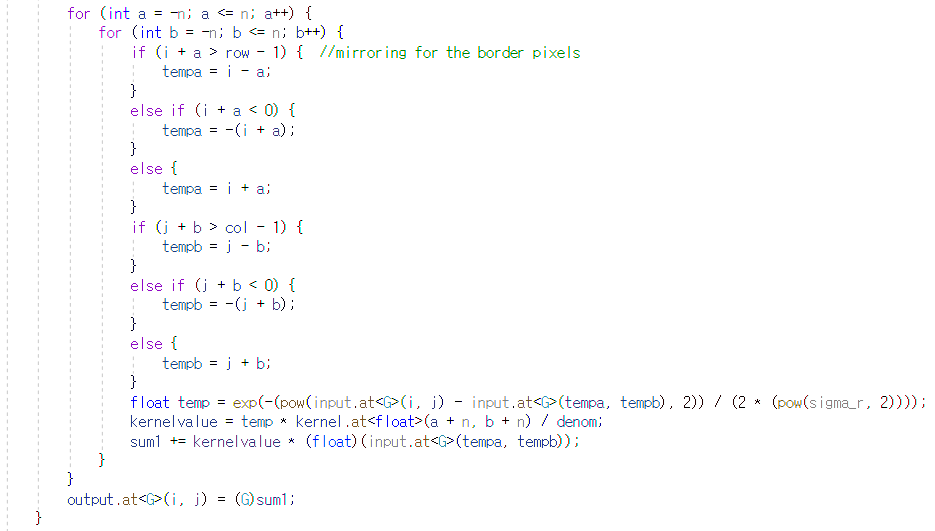 for (int a = -n; a <= n; a++) {
for (int b = -n; b <= n; b++) {
if (i + a > row - 1) {  //mirroring for the border pixels
tempa = i - a;
}
else if (i + a < 0) {
tempa = -(i + a);
}
else {
tempa = i + a;
}
if (j + b > col - 1) {
tempb = j - b;
}
else if (j + b < 0) {
tempb = -(j + b);
}
else {
tempb = j + b;
}
float temp = exp(-(pow(input.at<G>(i, j) - input.at<G>(tempa, tempb), 2)) / (2 * (pow(sigma_r, 2))));
kernelvalue = temp * kernel.at<float>(a + n, b + n) / denom;
sum1 += kernelvalue * (float)(input.at<G>(tempa, tempb));
}
}
output.at<G>(i, j) = (G)sum1;
}